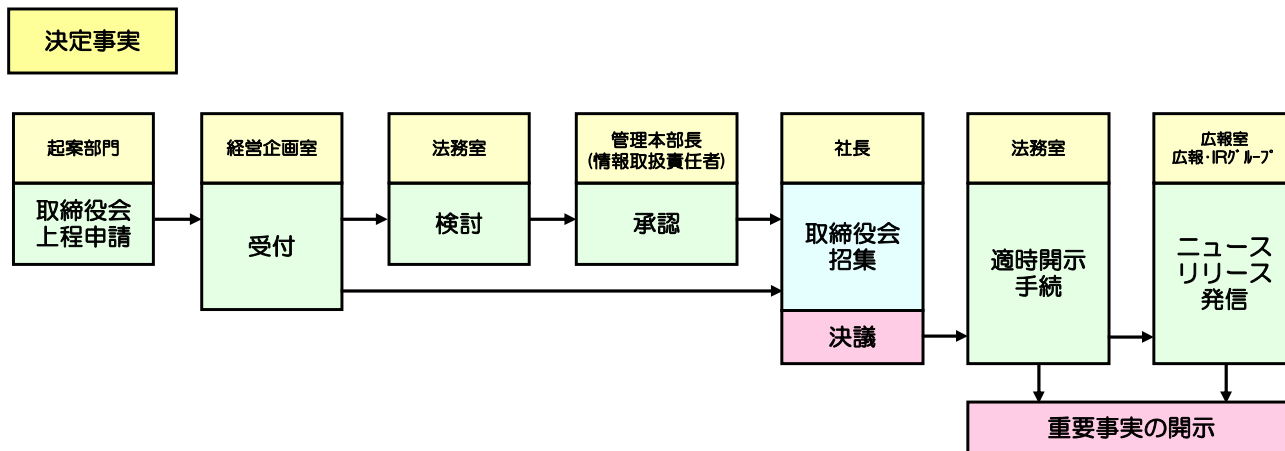 決定事実
起案部門
取締役会
上程申請
経営企画室
受付
法務室
検討
管理本部長
(情報取扱責任者)
承認
社長
取締役会
招集
決議
法務室
適時開示
手続
広報室
広報・IRｸﾞﾙｰﾌﾟ
ニュース
リリース
発信
重要事実の開示